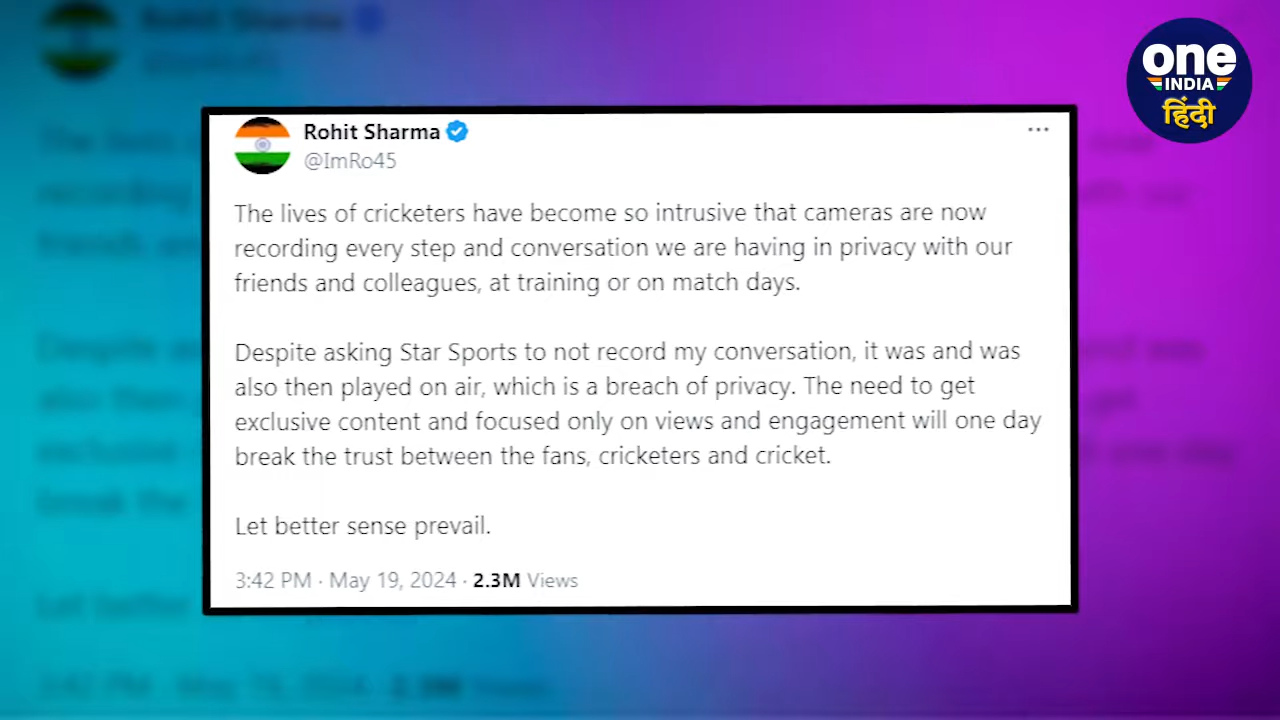 one
INDIA
हिंदी
Rohit Sharma
@ImRo45
The lives of cricketers have become so intrusive that cameras are now
recording every step and conversation we are having in privacy with our
friends and colleagues, at training or on match days.
Despite asking Star Sports to not record my conversation, it was and was
also then played on air, which is a breach of privacy. The need to get
exclusive content and focused only on views and engagement will one day
break the trust between the fans, cricketers and cricket.
Let better sense prevail.
3:42 PM · May 19, 2024 · 2.3M Views